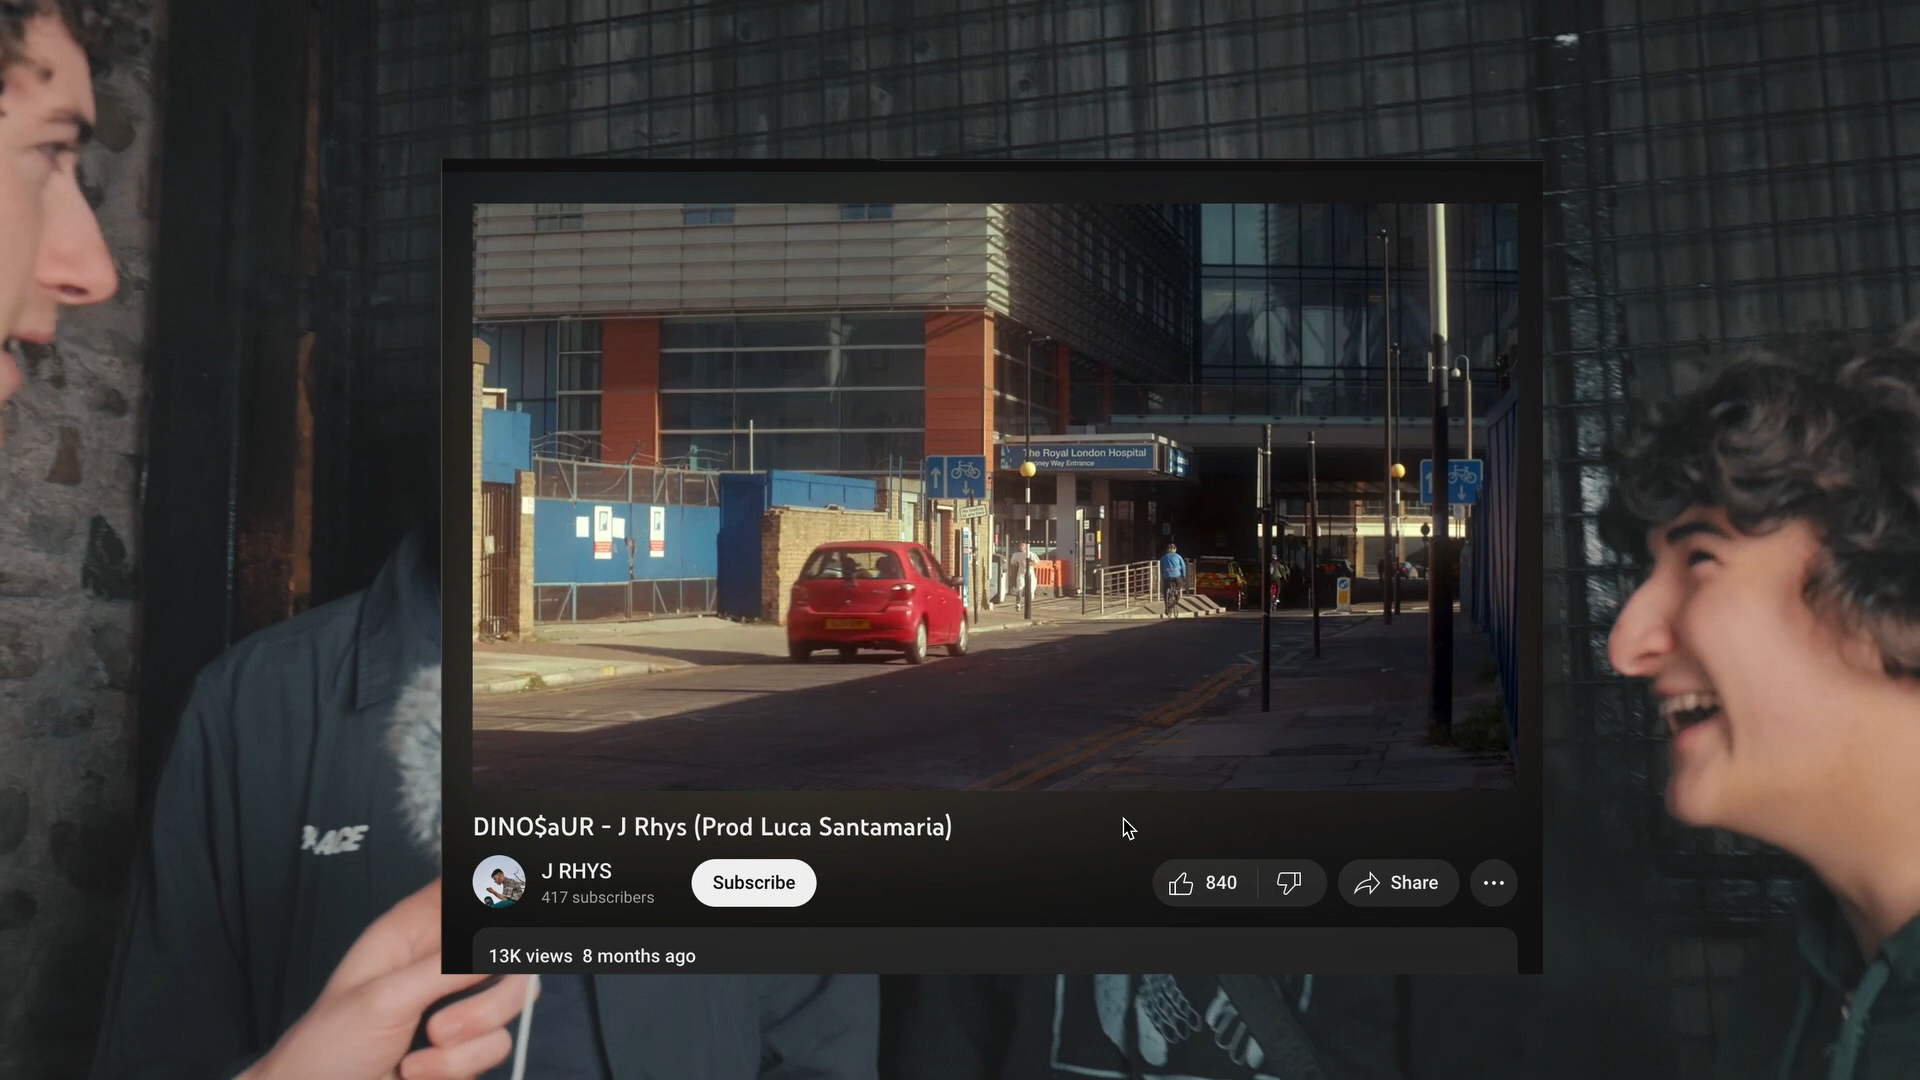 The Royal London Hospital
DINO$aUR - J Rhys (Prod Luca Santamaria)
J RHYS
417 subscribers
Subscribe
840
Share
13K views 8 months ago